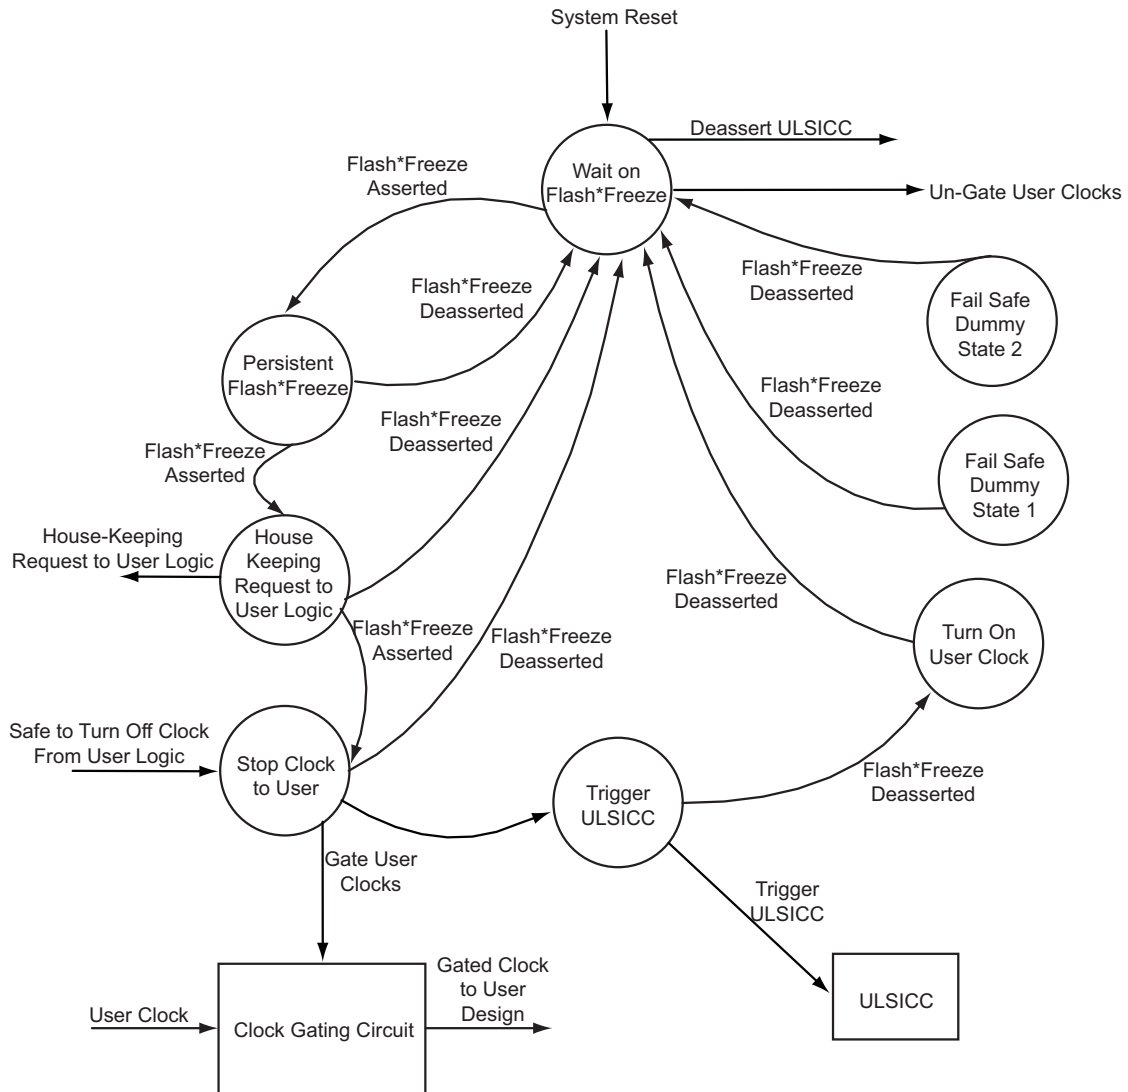 System Reset
Deassert ULSICC
Wait on
Flash*Freeze
Un-Gate User Clocks
Flash*Freeze
Asserted
Flash*Freeze
Deasserted
Flash*Freeze
Deasserted
Fail Safe
Dummy
State 2
Persistent
Flash*Freeze
Flash*Freeze
Deasserted
Flash*Freeze
Deasserted
Flash*Freeze
Asserted
Fail Safe
Dummy
State 1
House-Keeping
Request to User Logic
House
Keeping
Request to
User Logic
Flash*Freeze
Deasserted
Flash*Freeze
Asserted
Flash*Freeze
Deasserted
Turn On
User Clock
Safe to Turn Off Clock
From User Logic
Stop Clock
to User
Trigger
ULSICC
Flash*Freeze
Deasserted
Gate User
Clocks
Trigger
ULSICC
Gated Clock
to User
Design
User Clock
Clock Gating Circuit
ULSICC